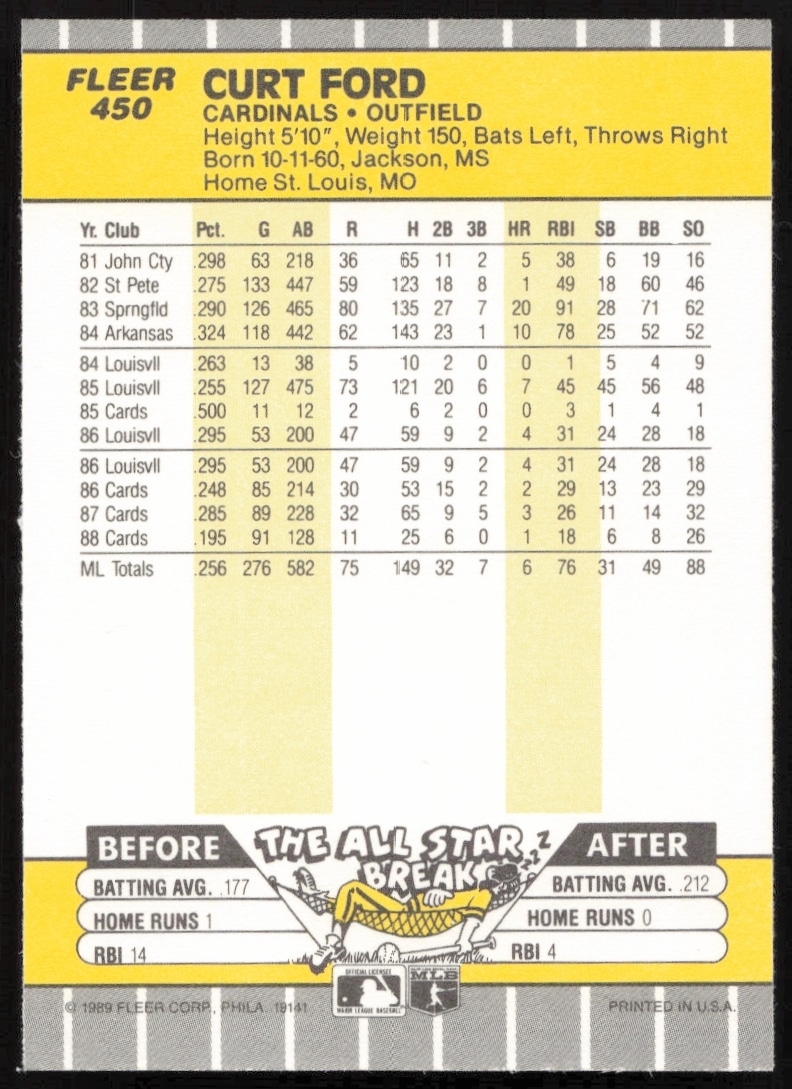 FLEER
450
CURT FORD
CARDINALS • OUTFIELD
Height 5'10", Weight 150, Bats Left, Throws Right
Born 10-11-60, Jackson, MS
Home St. Louis, MO
Yr. Club Pct. G AB R H 2B 3B HR RBI SB BB SO
81 John Cty .298 63 218 36 65 11 2 5 38 6 19 16
82 St Pete .275 133 447 59 123 18 8 1 49 18 60 46
83 Sprngfld .290 126 465 80 135 27 7 20 91 28 71 62
84 Arkansas .324 118 442 62 143 23 1 10 78 25 52 52
84 Louisvll .263 13 38 5 10 2 0 0 1 5 4 9
85 Louisvll .255 127 475 73 121 20 6 7 45 45 56 48
85 Cards .500 11 12 2 6 2 0 0 3 1 4 1
86 Louisvll .295 53 200 47 59 9 2 4 31 24 28 18
86 Louisvll .295 53 200 47 59 9 2 4 31 24 28 18
86 Cards .248 85 214 30 53 15 2 2 29 13 23 29
87 Cards .285 89 228 32 65 9 5 3 26 11 14 32
88 Cards .195 91 128 11 25 6 0 1 18 6 8 26
ML Totals .256 276 582 75 149 32 7 6 76 31 49 88
THE ALL STAR
BREAK
ZZZ
BEFORE
BATTING AVG. .177
HOME RUNS 1
RBI 14
AFTER
BATTING AVG. .212
HOME RUNS 0
RBI 4
OFFICIAL LICENSEE
MAJOR LEAGUE BASEBALL
MLB
© 1989 FLEER CORP., PHILA. 19141
PRINTED IN U.S.A.